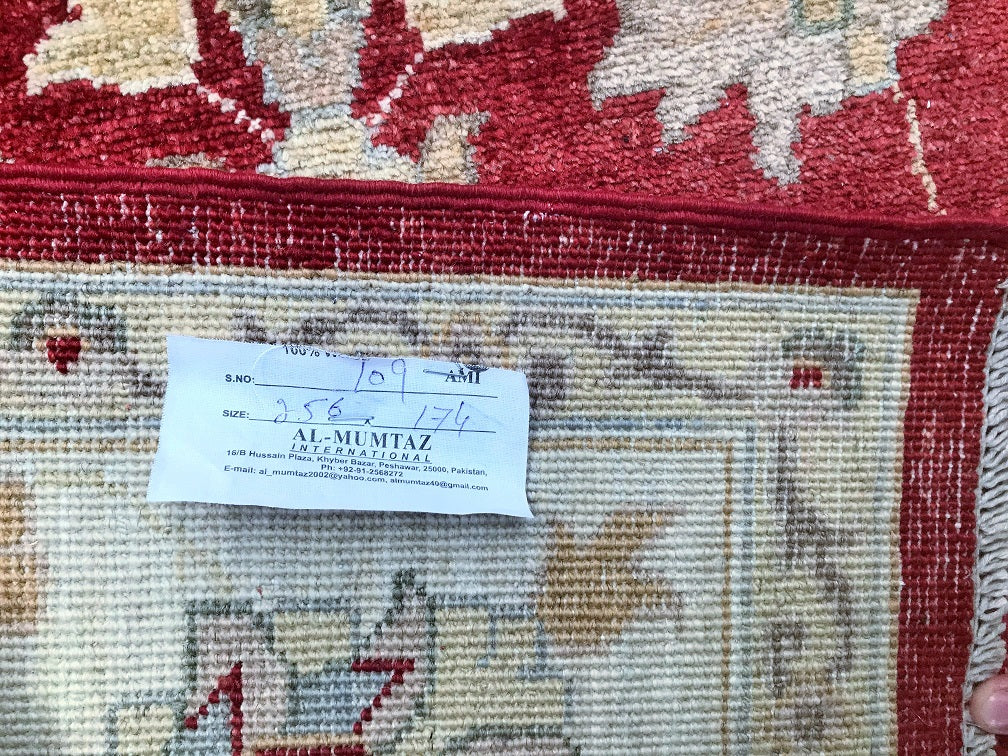 100%
S.NO: 109 AMI
SIZE: 256 x 174
AL-MUMTAZ
INTERNATIONAL
16/B Hussain Plaza, Khyber Bazar, Peshawar, 25000, Pakistan,
Ph: +92-91-2568272
E-mail: al_mumtaz2002@yahoo.com, almumtaz40@gmail.com